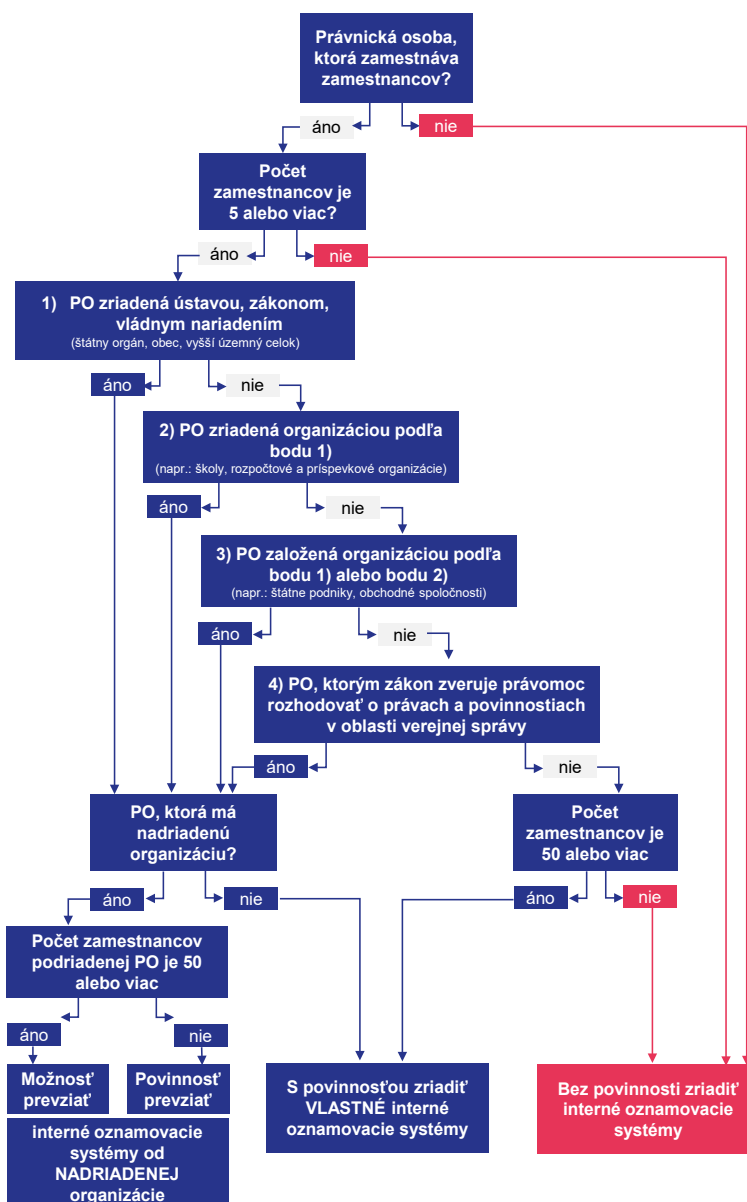 Právnická osoba,
ktorá zamestnáva
zamestnancov?
áno
nie
Počet
zamestnancov je
5 alebo viac?
áno
nie
1) PO zriadená ústavou, zákonom,
vládnym nariadením
(štátny orgán, obec, vyšší územný celok)
áno
nie
2) PO zriadená organizáciou podľa
bodu 1)
(napr.: školy, rozpočtové a príspevkové organizácie)
áno
nie
3) PO založená organizáciou podľa
bodu 1) alebo bodu 2)
(napr.: štátne podniky, obchodné spoločnosti)
áno
nie
4) PO, ktorým zákon zveruje právomoc
rozhodovať o právach a povinnostiach
v oblasti verejnej správy
áno
nie
PO, ktorá má
nadriadenú
organizáciu?
Počet
zamestnancov je
50 alebo viac
áno
nie
áno
nie
Počet zamestnancov
podriadenej PO je 50
alebo viac
áno
nie
Možnosť
prevziať
Povinnosť
prevziať
interné oznamovacie
systémy od
NADRIADENEJ
organizácie
S povinnosťou zriadiť
VLASTNÉ interné
oznamovacie systémy
Bez povinnosti zriadiť
interné oznamovacie
systémy